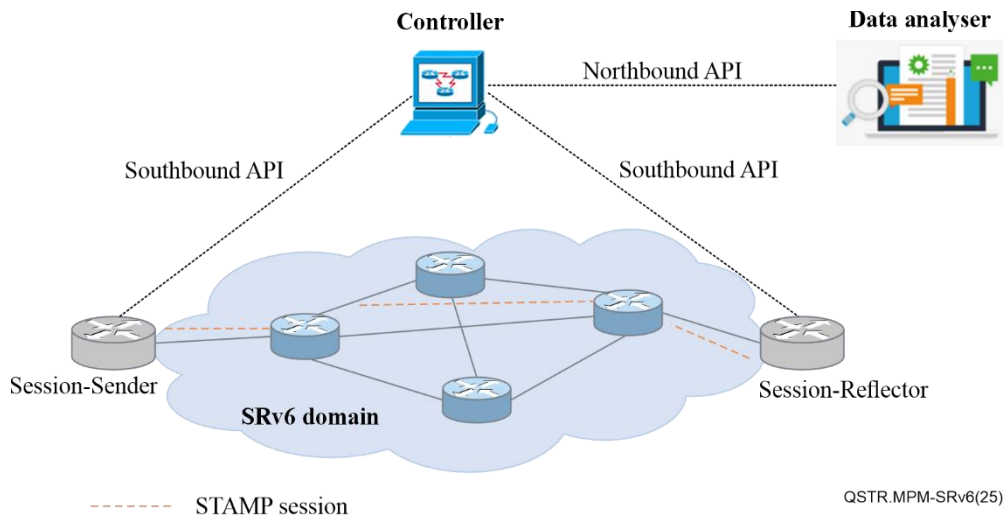 Controller
Data analyser
Northbound API
Southbound API
Southbound API
Session-Sender
Session-Reflector
SRv6 domain
STAMP session
QSTR.MPM-SRv6(25)